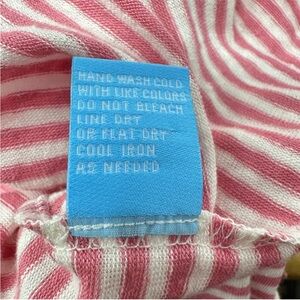 HAND WASH COLD
WITH LIKE COLORS
DO NOT BLEACH
LINE DRY
OR FLAT DRY
COOL IRON
AS NEEDED